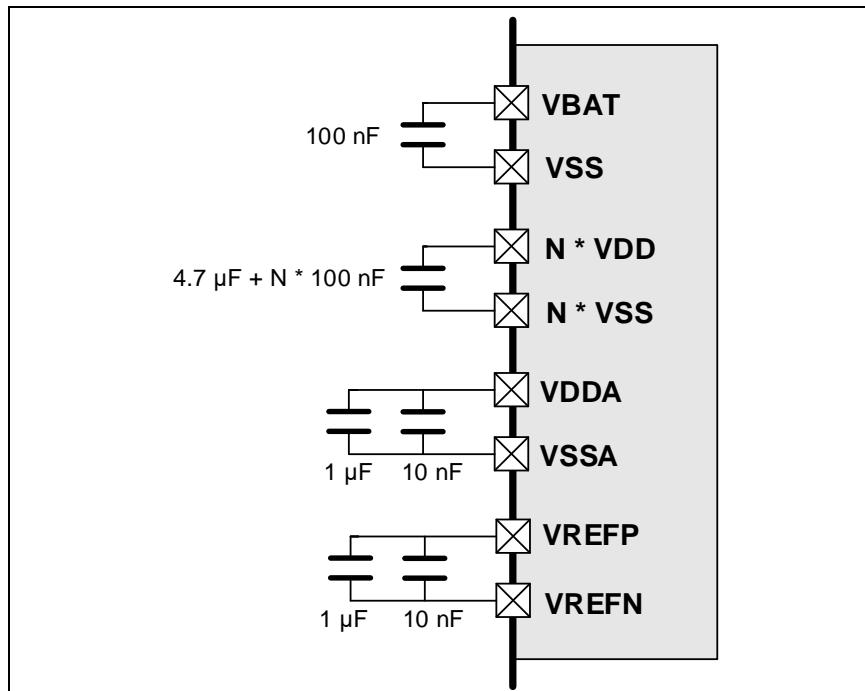 VBAT
100 nF
VSS
N * VDD
4.7 µF + N * 100 nF
N * VSS
VDDA
VSSA
1 µF 10 nF
VREFP
VREFN
1 µF 10 nF